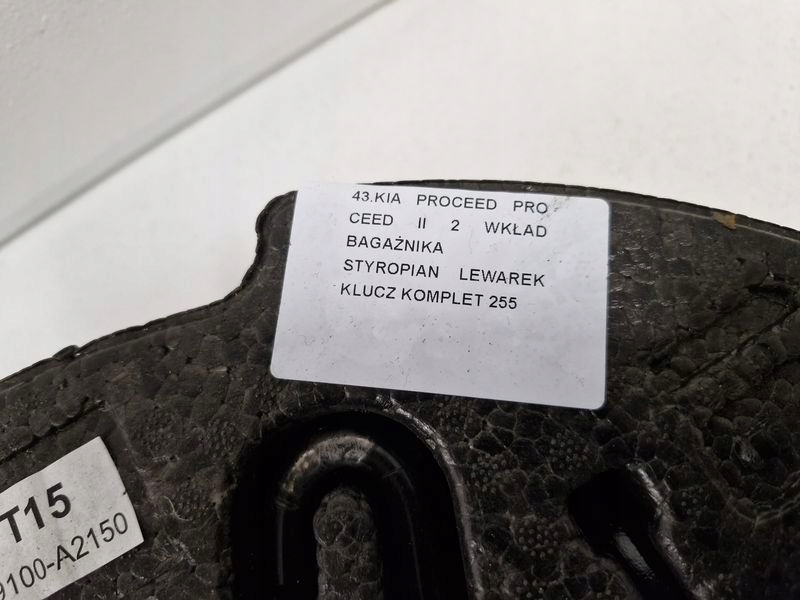 43.KIA PROCEED PRO
CEED II 2 WKŁAD
BAGAŻNIKA
STYROPIAN LEWAREK
KLUCZ KOMPLET 255
T15
9100-A2150